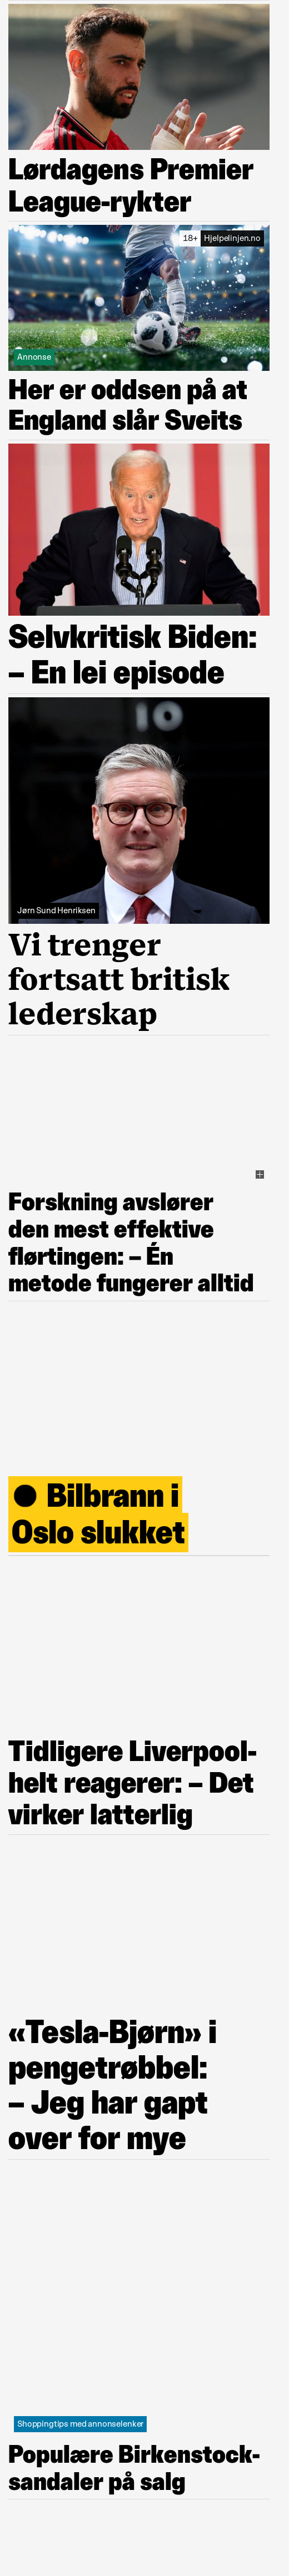 Lørdagens Premier
League-rykter
18+ Hjelpelinjen.no
Annonse
Her er oddsen på at
England slår Sveits
Selvkritisk Biden:
– En lei episode
10
Jørn Sund Henriksen
Vi trenger
fortsatt britisk
lederskap
Forskning avslører
den mest effektive
flørtingen: – Én
metode fungerer alltid
Bilbrann i
Oslo slukket
Tidligere Liverpool-
helt reagerer: – Det
virker latterlig
«Tesla-Bjørn» i
pengetrøbbel:
– Jeg har gapt
over for mye
Shoppingtips med annonselenker
Populære Birkenstock-
sandaler på salg